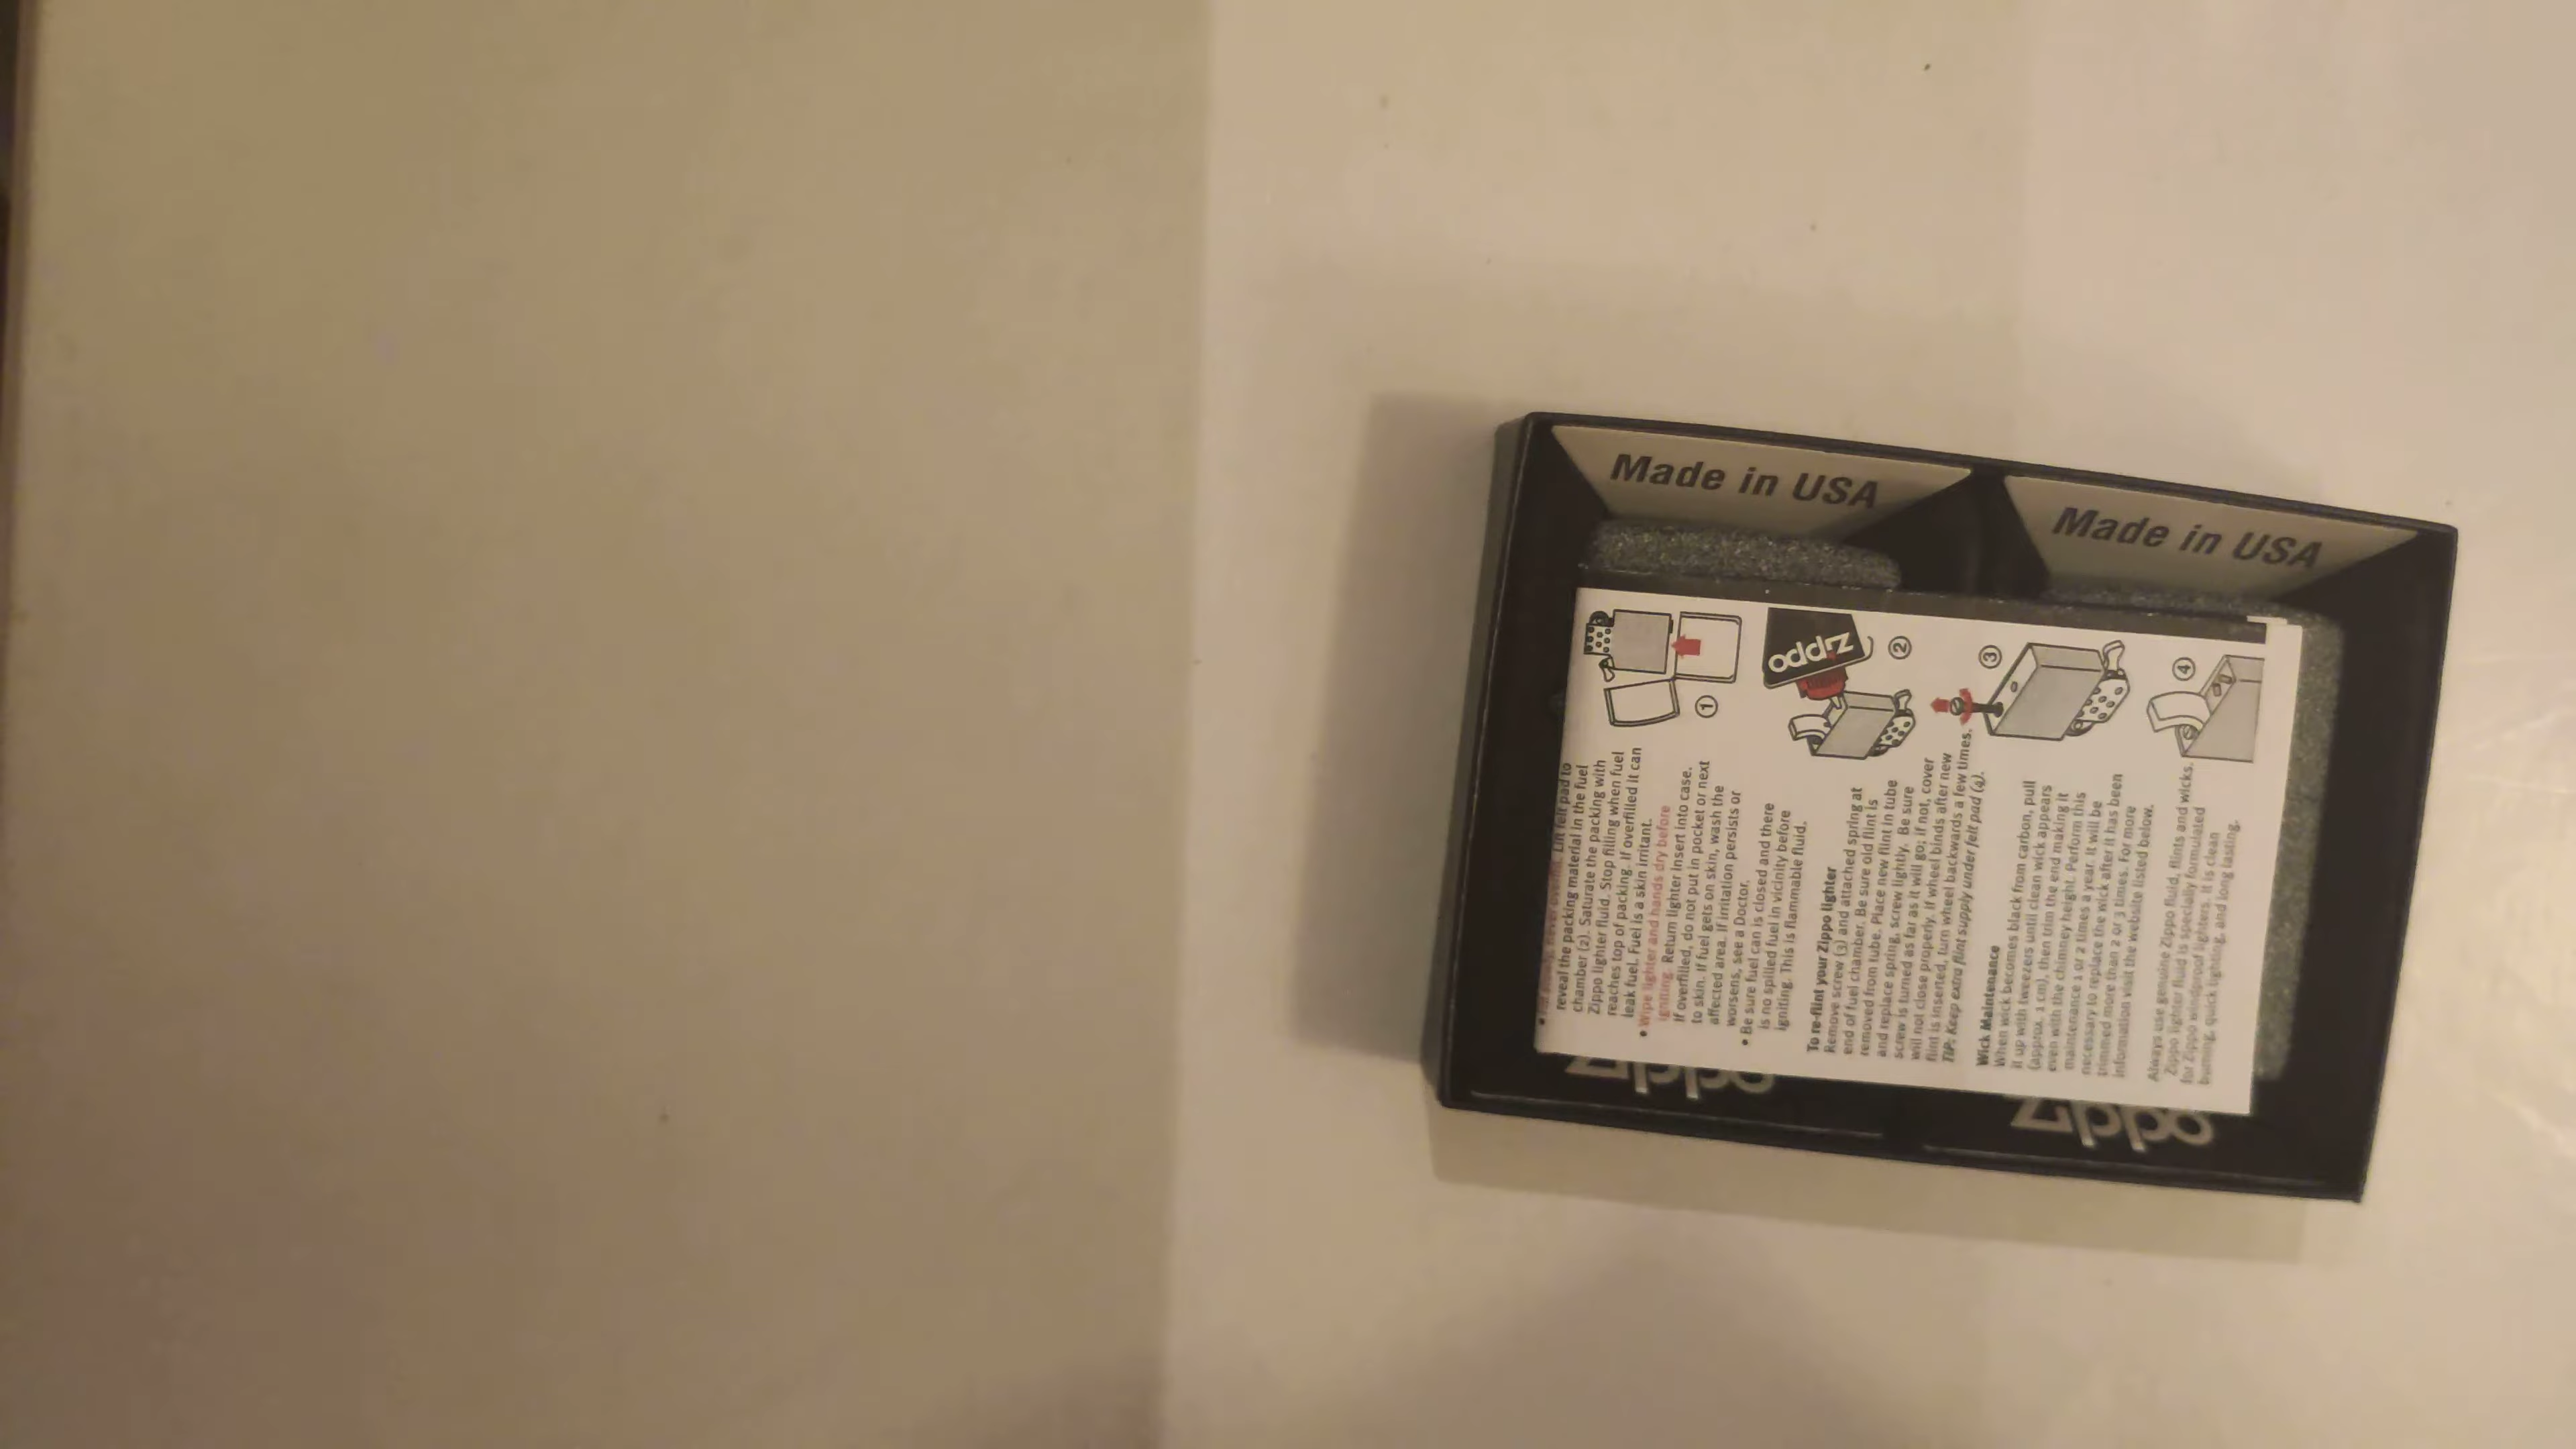 Made in USA
Made in USA
Lift felt pad to
reveal the packing material in the fuel
chamber (2). Saturate the packing with
Zippo lighter fluid. Stop filling when fuel
reaches top of packing. If overfilled it can
leak fuel. Fuel is a skin irritant.
• Wipe lighter and hands dry before
igniting. Return lighter insert into case.
If overfilled, do not put in pocket or next
to skin. If fuel gets on skin, wash the
affected area. If irritation persists or
worsens, see a Doctor.
• Be sure fuel can is closed and there
is no spilled fuel in vicinity before
igniting. This is flammable fluid.
To re-flint your Zippo lighter
Remove screw (3) and attached spring at
end of fuel chamber. Be sure old flint is
removed from tube. Place new flint in tube
and replace spring, screw lightly. Be sure
screw is turned as far as it will go; if not, cover
will not close properly. If wheel binds after new
flint is inserted, turn wheel backwards a few times.
TIP: Keep extra flint supply under felt pad (4).
Wick Maintenance
When wick becomes black from carbon, pull
it up with tweezers until clean wick appears
(approx. 1 cm), then trim the end making it
even with the chimney height. Perform this
maintenance 1 or 2 times a year. It will be
necessary to replace the wick after it has been
trimmed more than 2 or 3 times. For more
information visit the website listed below.
Always use genuine Zippo fluid, flints and wicks.
Zippo lighter fluid is specially formulated
for Zippo windproof lighters. It is clean
burning, quick lighting, and long lasting.
1
zippo
2
3
4
zippo
zippo